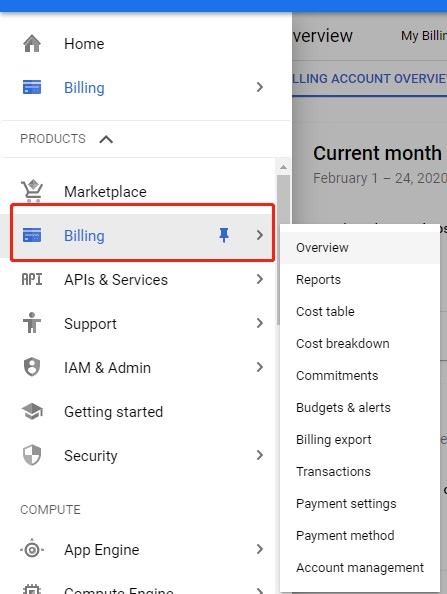 Home
verview
My Billin
Billing
LLING ACCOUNT OVERVIE
PRODUCTS
Current month
February 1 – 24, 2020
Marketplace
Billing
API APIs & Services
Support
IAM & Admin
Getting started
Security
COMPUTE
App Engine
Compute Engine
Overview
Reports
Cost table
Cost breakdown
Commitments
Budgets & alerts
Billing export
Transactions
Payment settings
Payment method
Account management